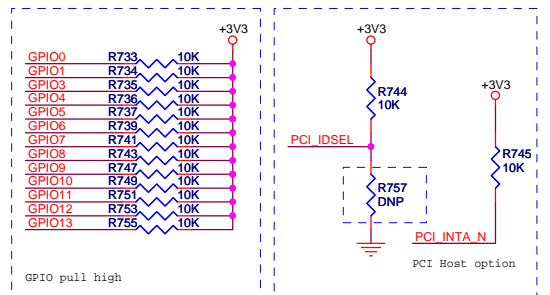 +3V3
GPIO0 R733 10K
GPIO1 R734 10K
GPIO3 R735 10K
GPIO4 R736 10K
GPIO5 R737 10K
GPIO6 R739 10K
GPIO7 R741 10K
GPIO8 R743 10K
GPIO9 R747 10K
GPIO10 R749 10K
GPIO11 R751 10K
GPIO12 R753 10K
GPIO13 R755 10K
GPIO pull high
+3V3
R744
10K
PCI_IDSEL
R757
DNP
+3V3
R745
10K
PCI_INTA_N
PCI Host option